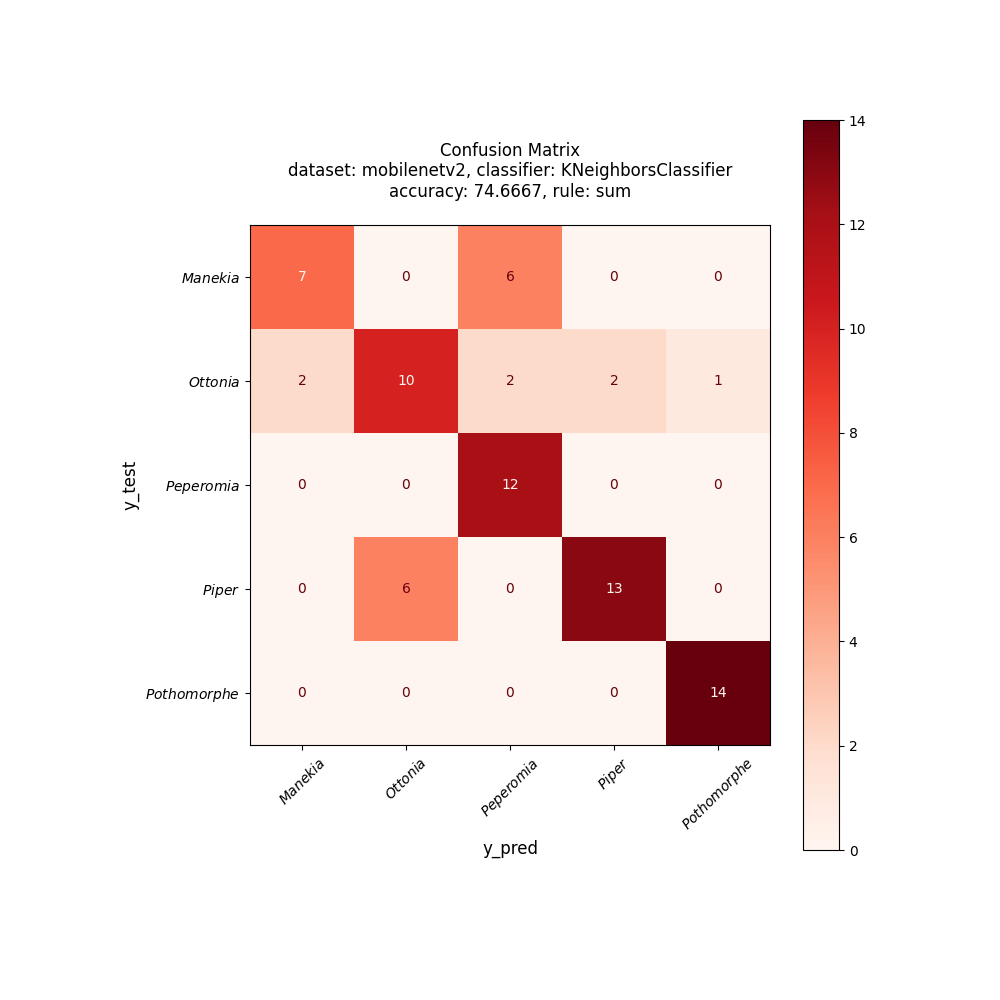 Confusion Matrix
dataset: mobilenetv2, classifier: KNeighborsClassifier
accuracy: 74.6667, rule: sum
14
12
10
8
6
4
2
0
y_test
Manekia 7 0 6 0 0
Ottonia 2 10 2 2 1
Peperomia 0 0 12 0 0
Piper 0 6 0 13 0
Pothomorphe 0 0 0 0 14
Manekia Ottonia Peperomia Piper Pothomorphe
y_pred